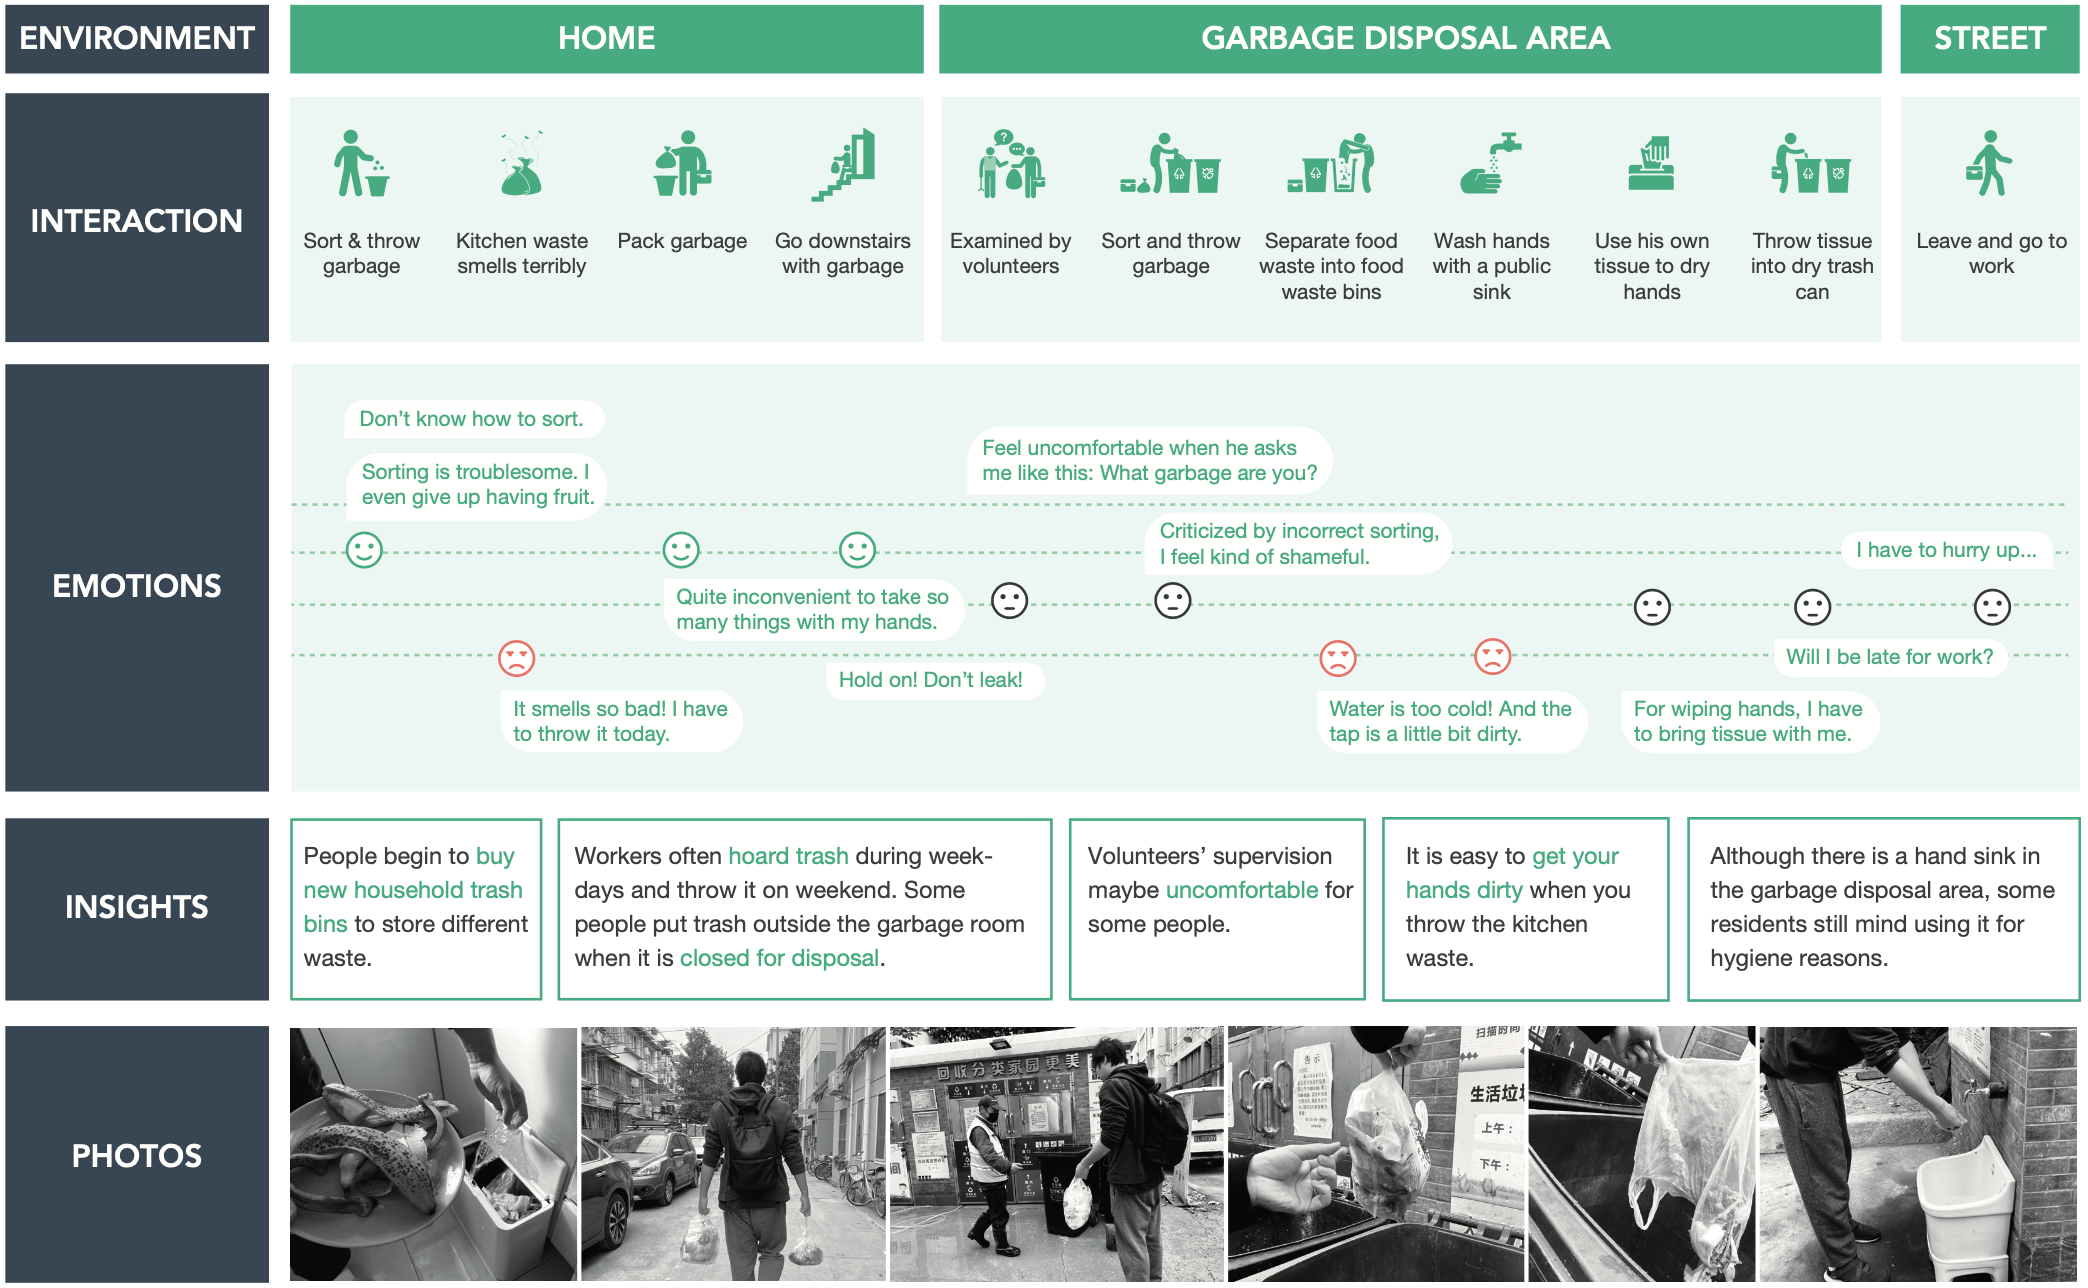 ENVIRONMENT
HOME
GARBAGE DISPOSAL AREA
STREET
INTERACTION
Sort & throw
garbage
Kitchen waste
smells terribly
Pack garbage
Go downstairs
with garbage
Examined by
volunteers
Sort and throw
garbage
Separate food
waste into food
waste bins
Wash hands
with a public
sink
Use his own
tissue to dry
hands
Throw tissue
into dry trash
can
Leave and go to
work
EMOTIONS
Don't know how to sort.
Sorting is troublesome. I
even give up having fruit.
Feel uncomfortable when he asks
me like this: What garbage are you?
Criticized by incorrect sorting,
I feel kind of shameful.
I have to hurry up...
Quite inconvenient to take so
many things with my hands.
Hold on! Don't leak!
Will I be late for work?
It smells so bad! I have
to throw it today.
Water is too cold! And the
tap is a little bit dirty.
For wiping hands, I have
to bring tissue with me.
INSIGHTS
People begin to buy
new household trash
bins to store different
waste.
Workers often hoard trash during week-
days and throw it on weekend. Some
people put trash outside the garbage room
when it is closed for disposal.
Volunteers' supervision
maybe uncomfortable for
some people.
It is easy to get your
hands dirty when you
throw the kitchen
waste.
Although there is a hand sink in
the garbage disposal area, some
residents still mind using it for
hygiene reasons.
PHOTOS
回收分类家园更美
告示
扫描时间
生活垃圾
上午：
下午：